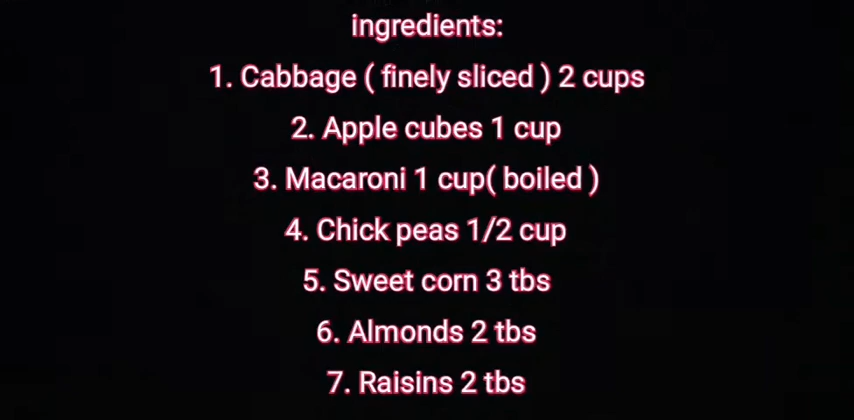 ingredients:
1. Cabbage ( finely sliced ) 2 cups
2. Apple cubes 1 cup
3. Macaroni 1 cup( boiled )
4. Chick peas 1/2 cup
5. Sweet corn 3 tbs
6. Almonds 2 tbs
7. Raisins 2 tbs